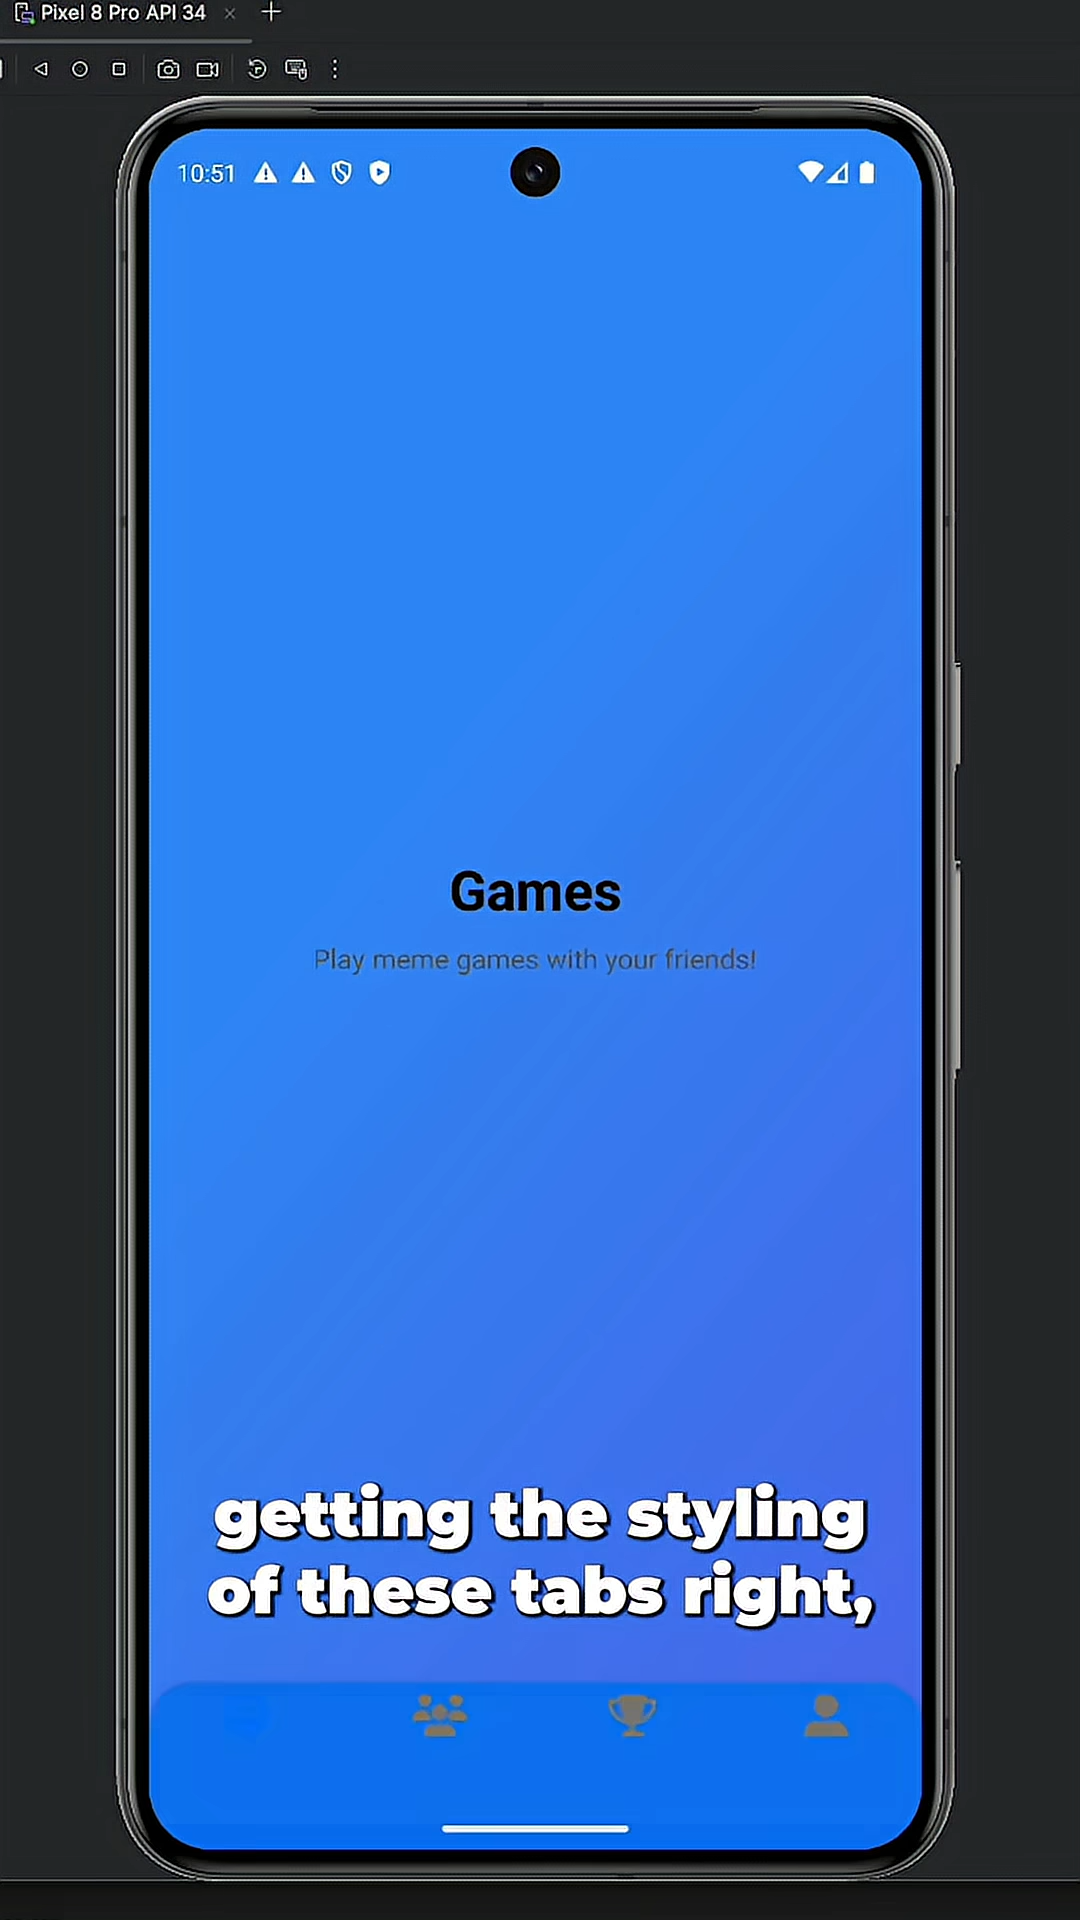 Pixel 8 Pro API 34
10:51
Games
Play meme games with your friends!
getting the styling
of these tabs right,